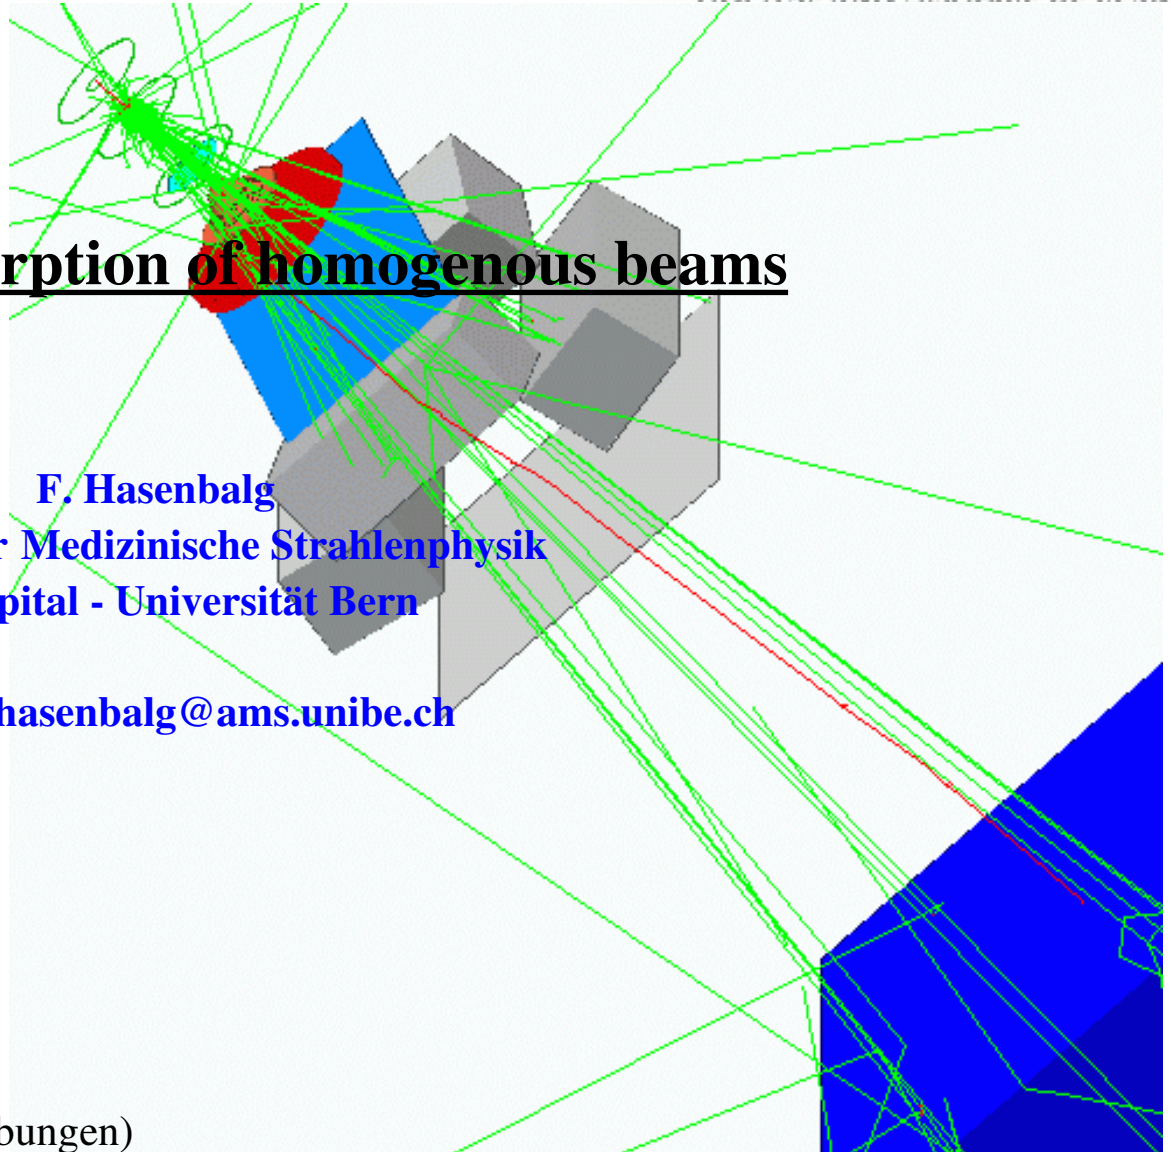 rption of homogenous beams
F. Hasenbalg
r Medizinische Strahlenphysik
pital - Universität Bern
hasenbalg@ams.unibe.ch
bungen)